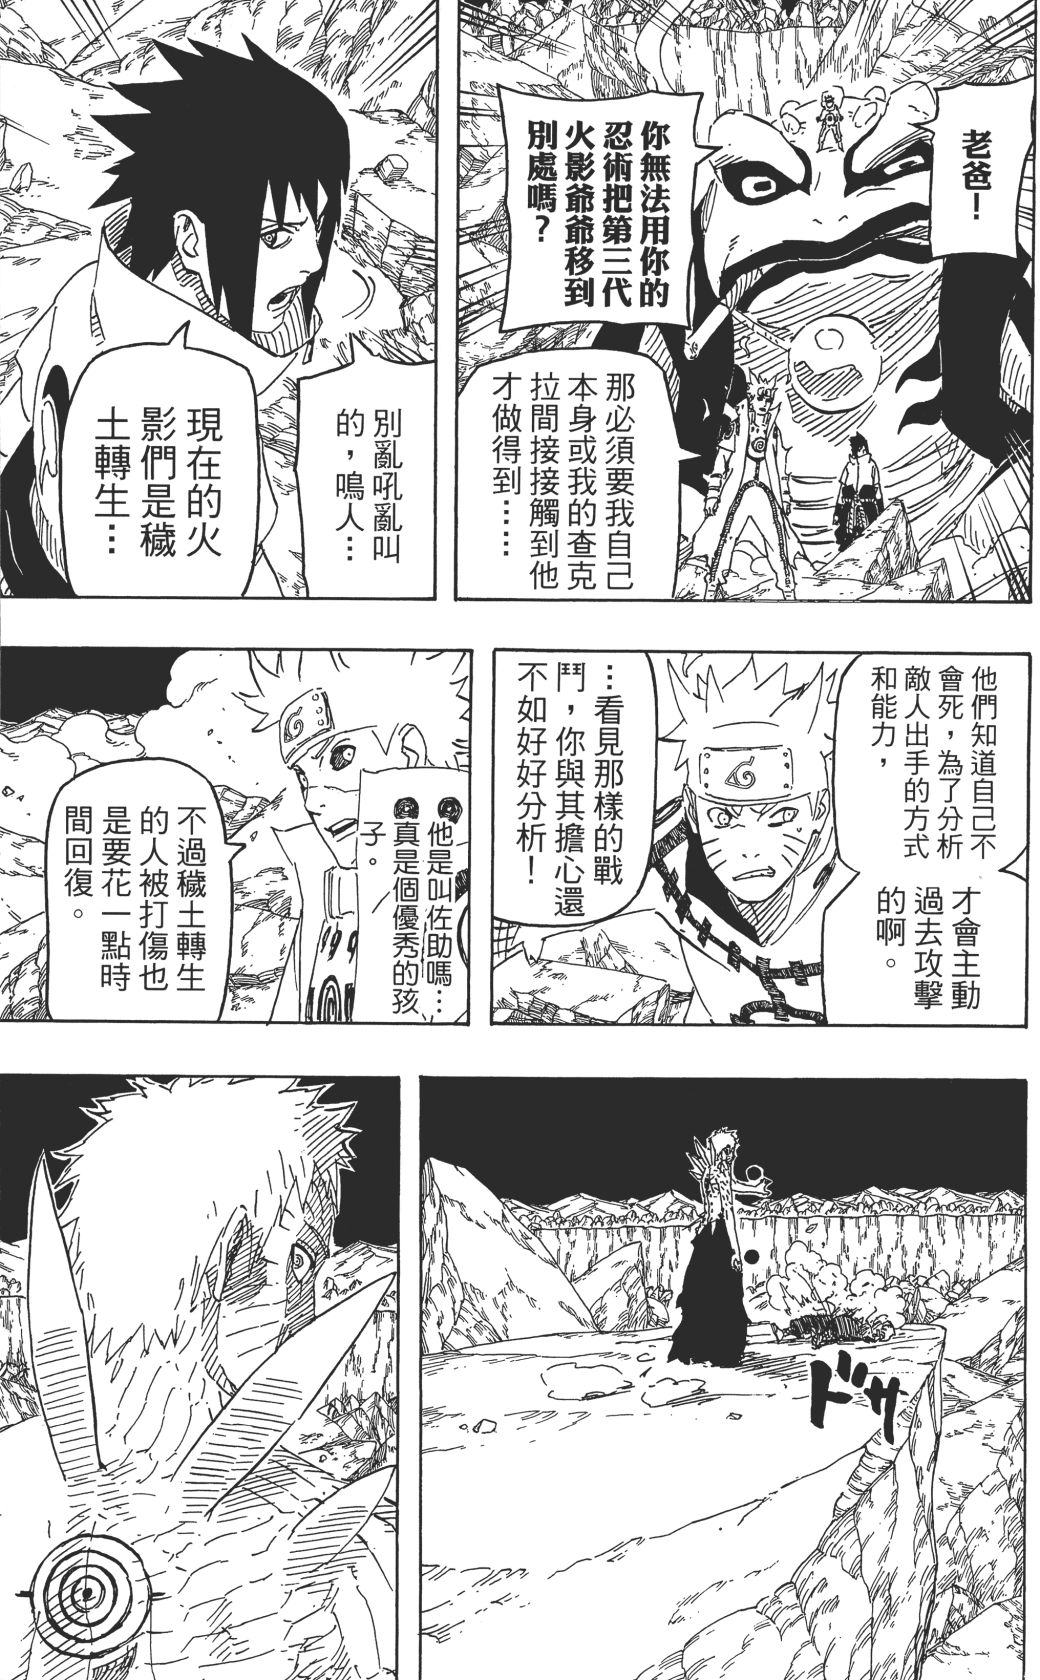 老爸！
你無法用你的
忍術把第三代
火影爺爺移到
別處嗎？
那必須要我自己
本身或我的查克
拉間接接觸到他
才做得到⋯⋯
別亂吼亂叫
的，鳴人⋯
現在的火
影們是穢
土轉生⋯
他們知道自己不
會死，為了分析
敵人出手的方式
和能力，
才會主動
過去攻擊
的啊。
⋯看見那樣的戰
鬥，你與其擔心還
不如好好分析！
他是叫佐助嗎⋯
真是個優秀的孩
子。
不過穢土轉生
的人被打傷也
是要花一點時
間回復。
ドサ